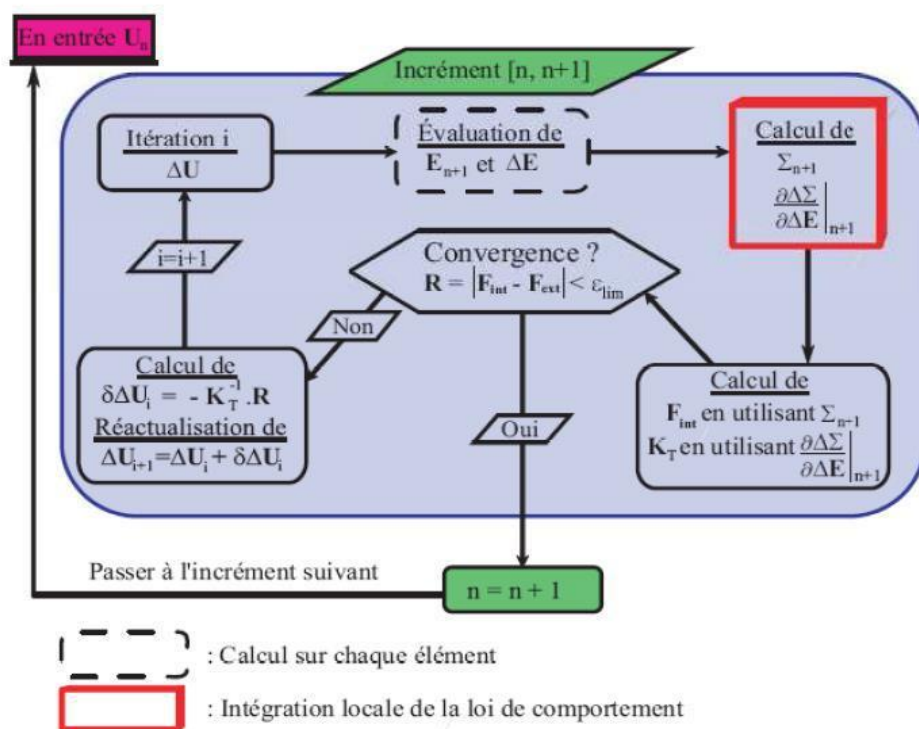 En entrée Uₙ
Incrément [n, n+1]
Itération i
ΔU
Évaluation de
Eₙ₊₁ et ΔE
Calcul de
Σₙ₊₁
∂ΔΣ/∂ΔE|ₙ₊₁
i=i+1
Convergence ?
R = |F_int - F_ext| < ε_lim
Non
Calcul de
δΔUᵢ = - K_T⁻¹ .R
Réactualisation de
ΔUᵢ₊₁=ΔUᵢ + δΔUᵢ
Oui
Calcul de
F_int en utilisant Σₙ₊₁
K_T en utilisant ∂ΔΣ/∂ΔE|ₙ₊₁
Passer à l'incrément suivant
n = n + 1
: Calcul sur chaque élément
: Intégration locale de la loi de comportement